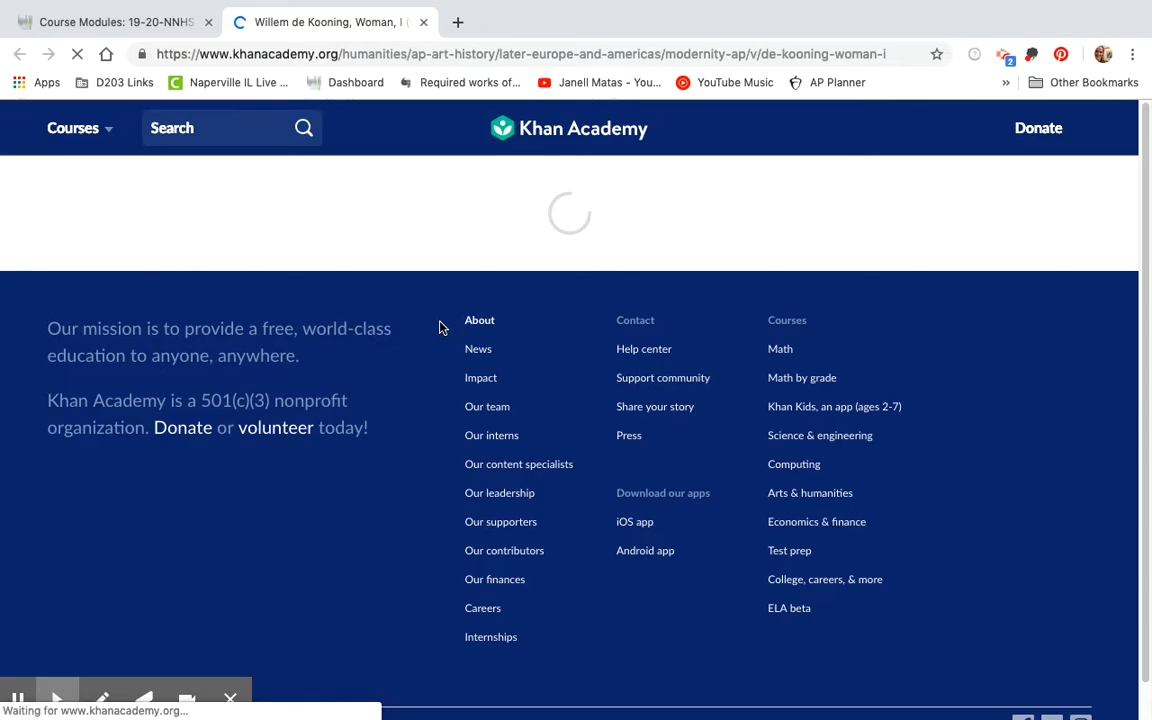 Course Modules: 19-20-NNHS
Willem de Kooning, Woman, I (
https://www.khanacademy.org/humanities/ap-art-history/later-europe-and-americas/modernity-ap/v/de-kooning-woman-i
2
Apps
D203 Links
Naperville IL Live ...
Dashboard
Required works of...
Janell Matas - You...
YouTube Music
AP Planner
»
Other Bookmarks
Courses
Search
Khan Academy
Donate
Our mission is to provide a free, world-class
education to anyone, anywhere.
Khan Academy is a 501(c)(3) nonprofit
organization. Donate or volunteer today!
About
News
Impact
Our team
Our interns
Our content specialists
Our leadership
Our supporters
Our contributors
Our finances
Careers
Internships
Contact
Help center
Support community
Share your story
Press
Download our apps
iOS app
Android app
Courses
Math
Math by grade
Khan Kids, an app (ages 2-7)
Science & engineering
Computing
Arts & humanities
Economics & finance
Test prep
College, careers, & more
ELA beta
Waiting for www.khanacademy.org...